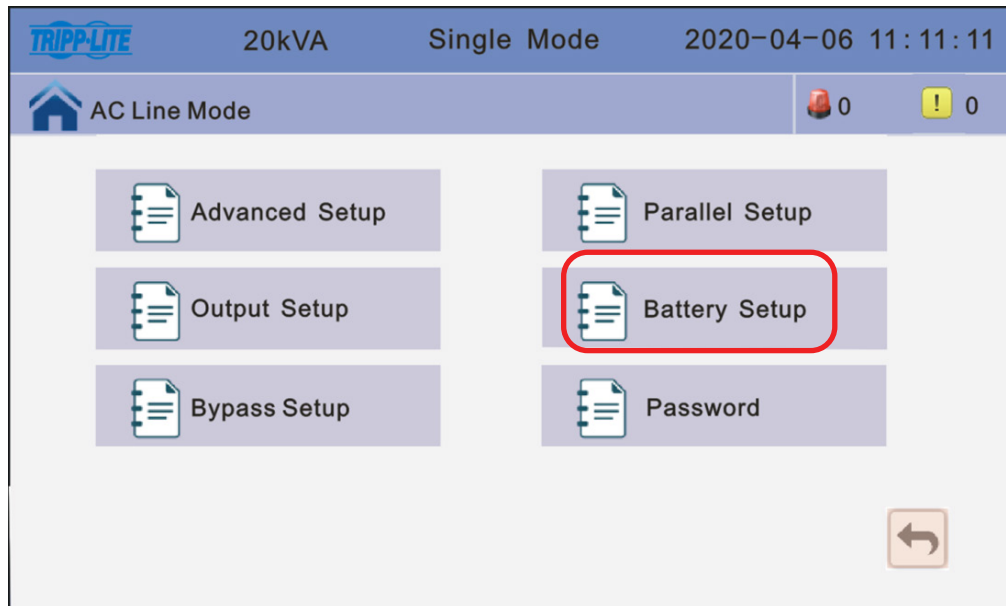 TRIPP·LITE 20kVA Single Mode 2020-04-06 11:11:11
AC Line Mode 0 ! 0
Advanced Setup Parallel Setup
Output Setup Battery Setup
Bypass Setup Password